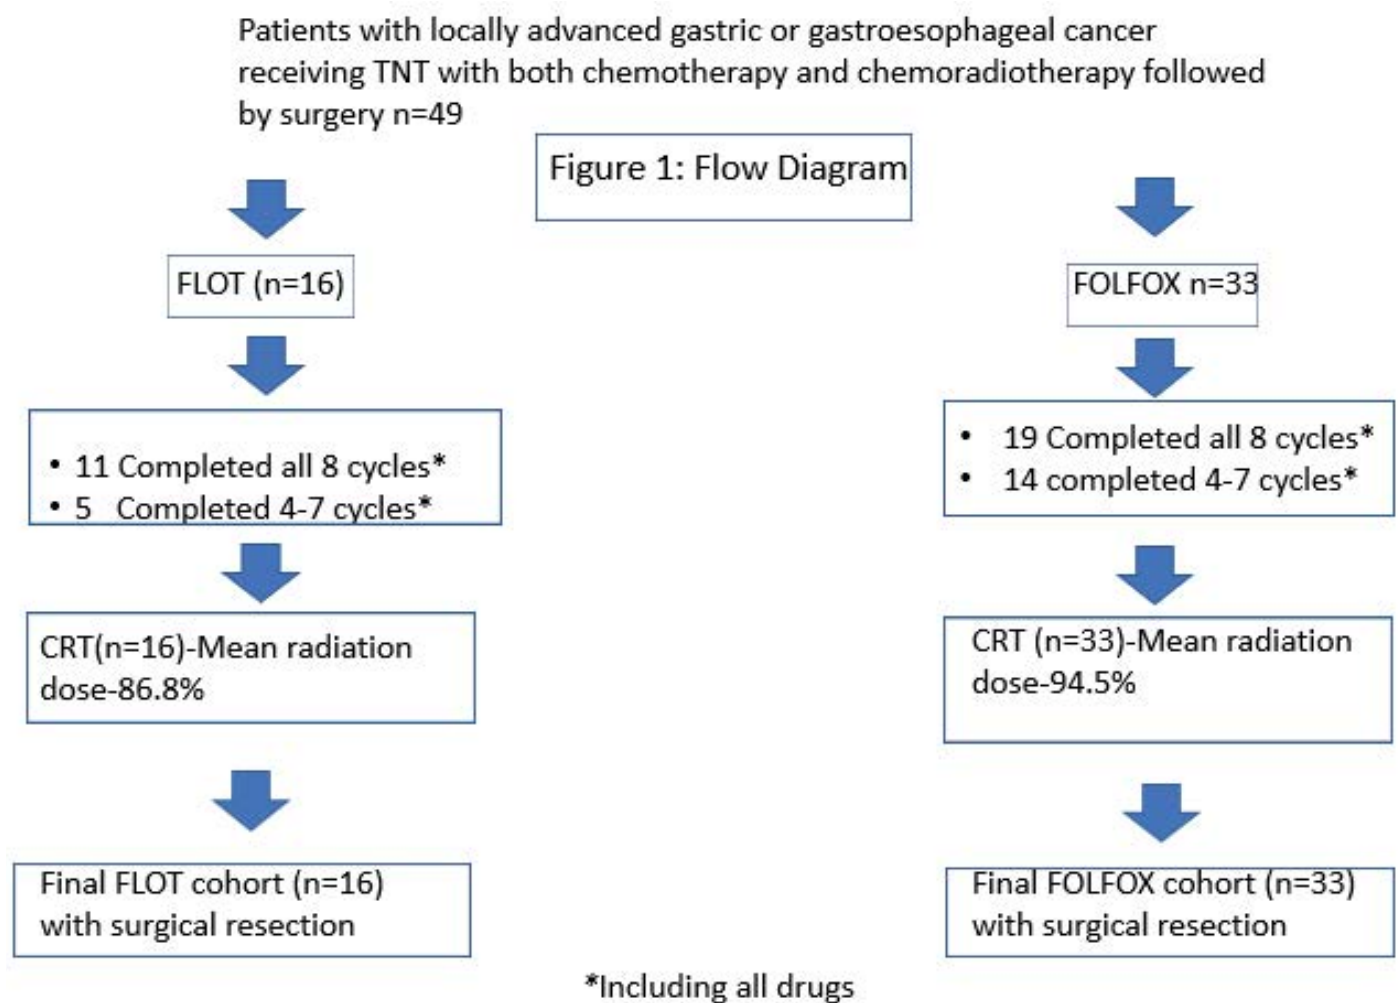 Patients with locally advanced gastric or gastroesophageal cancer
receiving TNT with both chemotherapy and chemoradiotherapy followed
by surgery n=49
Figure 1: Flow Diagram
FLOT (n=16)
FOLFOX n=33
• 11 Completed all 8 cycles*
• 5 Completed 4-7 cycles*
• 19 Completed all 8 cycles*
• 14 completed 4-7 cycles*
CRT(n=16)-Mean radiation
dose-86.8%
CRT (n=33)-Mean radiation
dose-94.5%
Final FLOT cohort (n=16)
with surgical resection
Final FOLFOX cohort (n=33)
with surgical resection
*Including all drugs